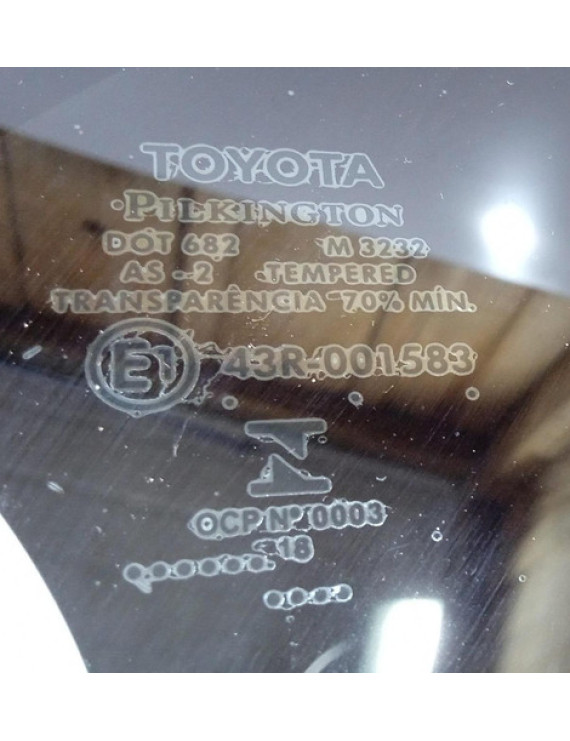 TOYOTA
PILKINGTON
DOT 682 M 3232
AS-2 TEMPERED
TRANSPARÊNCIA 70% MÍN.
E1 43R-001583
OCP Nº 0003
18